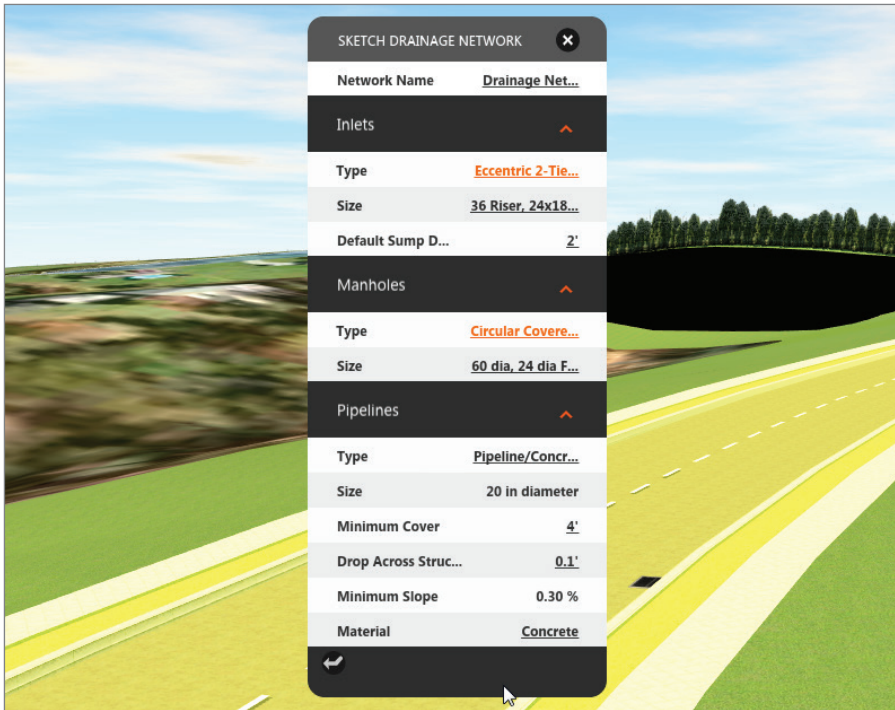 SKETCH DRAINAGE NETWORK
Network Name Drainage Net...
Inlets
Type Eccentric 2-Tie...
Size 36 Riser, 24x18...
Default Sump D... 2'
Manholes
Type Circular Covere...
Size 60 dia, 24 dia F...
Pipelines
Type Pipeline/Concr...
Size 20 in diameter
Minimum Cover 4'
Drop Across Struc... 0.1'
Minimum Slope 0.30 %
Material Concrete